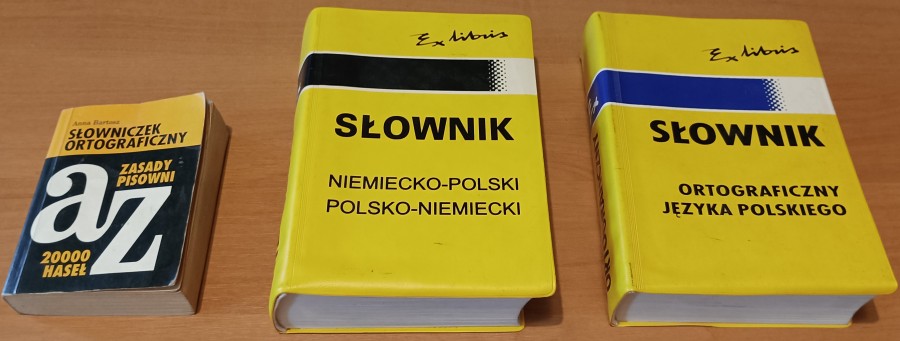 Anna Bartosz
SŁOWNICZEK
ORTOGRAFICZNY
aZ
ZASADY
PISOWNI
20000
HASEŁ
Ex libris
SŁOWNIK
NIEMIECKO-POLSKI
POLSKO-NIEMIECKI
Ex libris
SŁOWNIK
ORTOGRAFICZNY
JĘZYKA POLSKIEGO